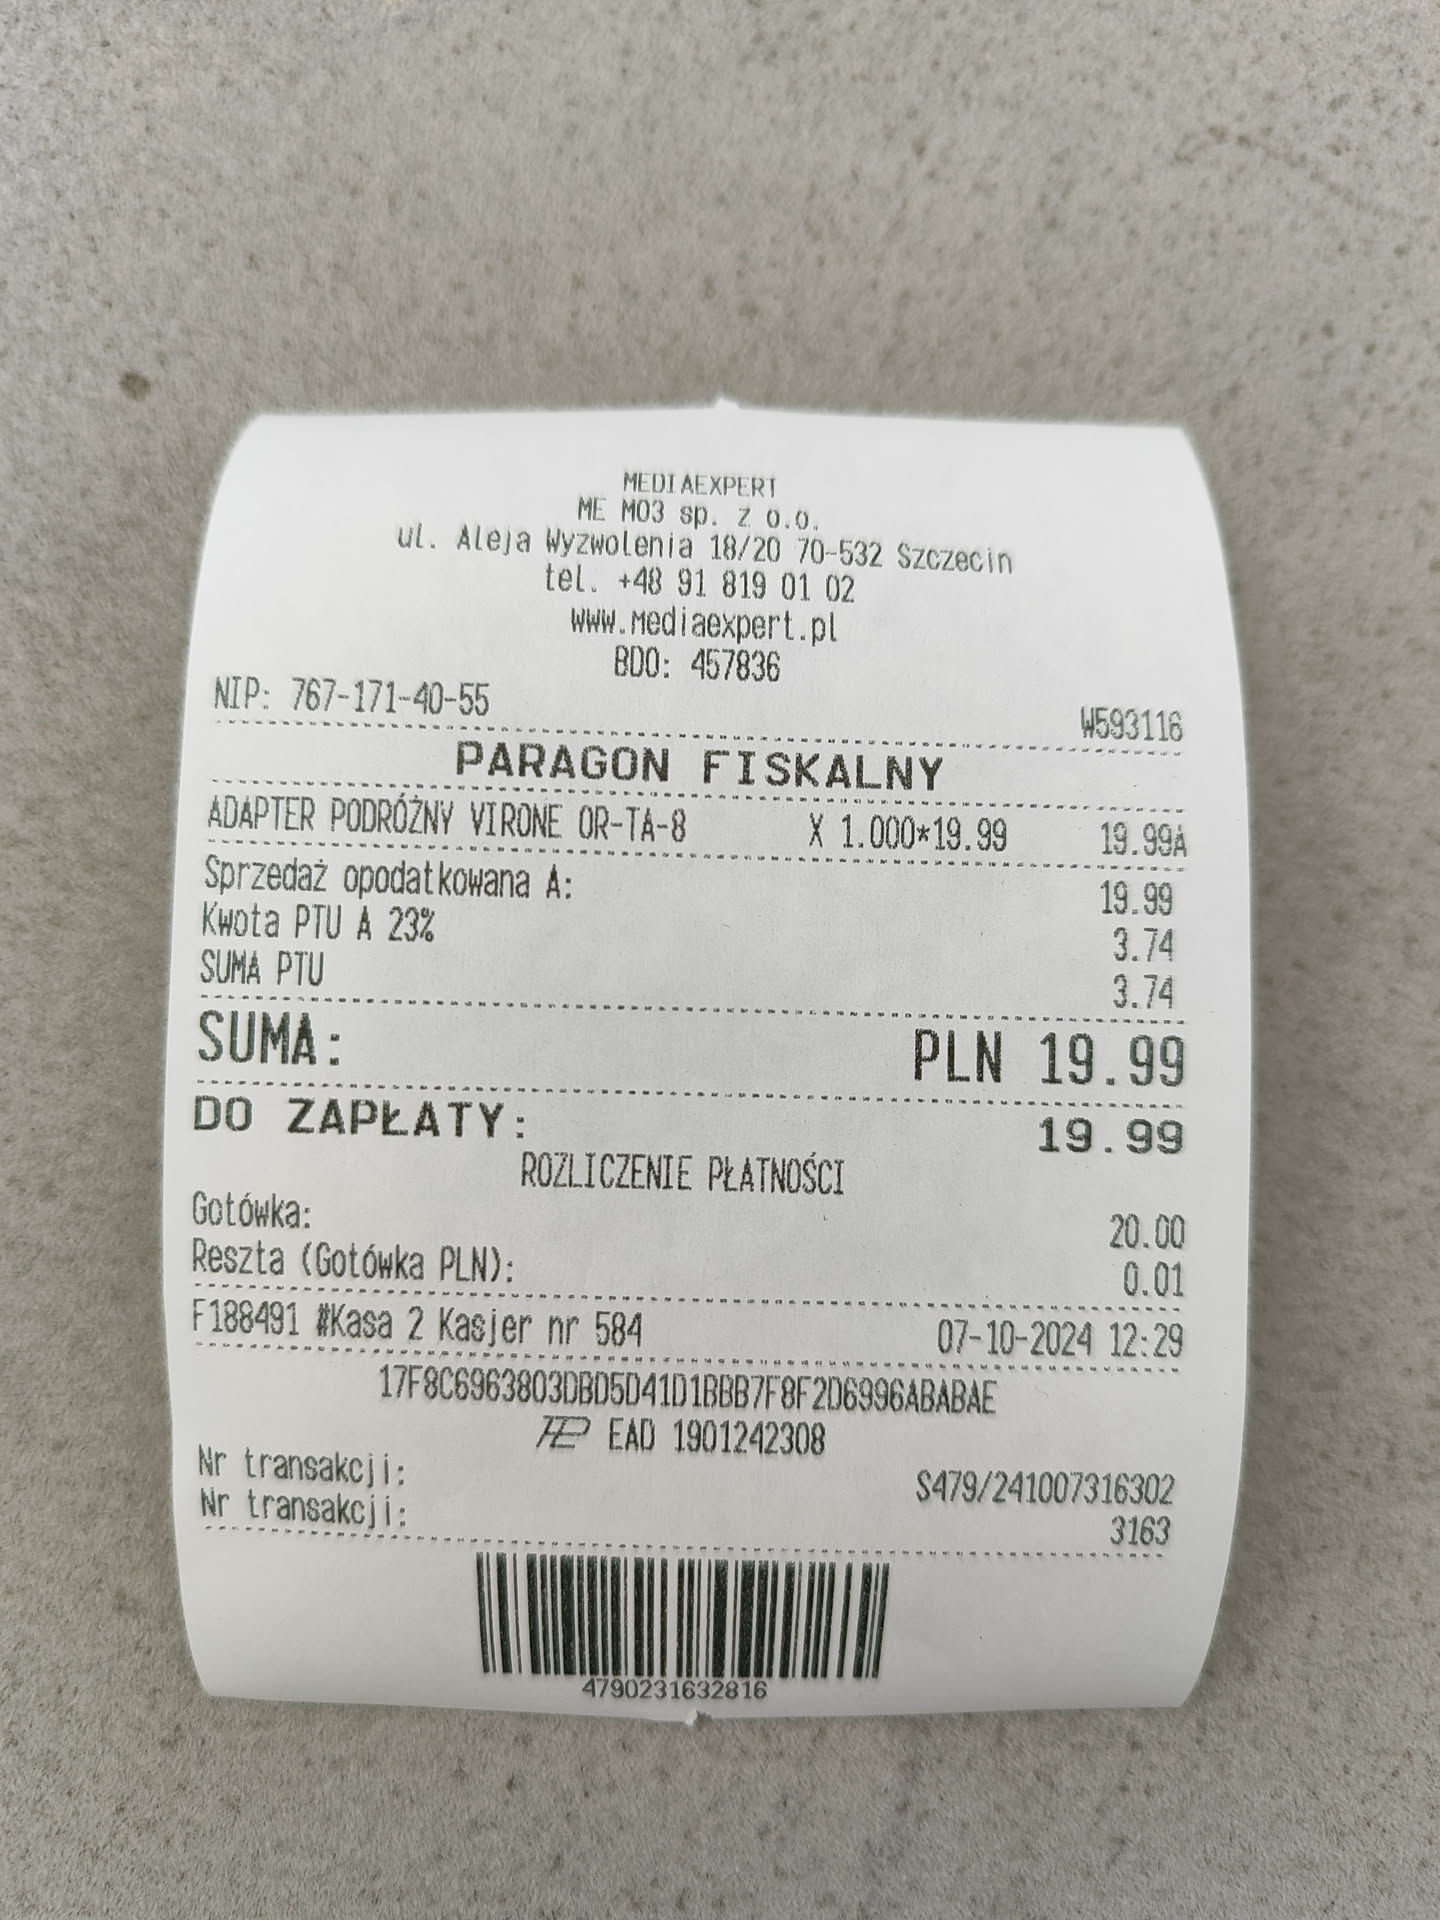 MEDIAEXPERT
ME M03 sp. z o.o.
ul. Aleja Wyzwolenia 18/20 70-532 Szczecin
tel. +48 91 819 01 02
www.mediaexpert.pl
BDO: 457836
NIP: 767-171-40-55 W593116
PARAGON FISKALNY
ADAPTER PODRÓŻNY VIRONE OR-TA-8 X 1.000*19.99 19.99A
Sprzedaż opodatkowana A: 19.99
Kwota PTU A 23% 3.74
SUMA PTU 3.74
SUMA: PLN 19.99
DO ZAPŁATY: 19.99
ROZLICZENIE PŁATNOŚCI
Gotówka: 20.00
Reszta (Gotówka PLN): 0.01
F188491 #Kasa 2 Kasjer nr 584 07-10-2024 12:29
17F8C6963803DBD5D41D1BBB7F8F2D6996ABABAE
EAD 1901242308
Nr transakcji: S479/241007316302
Nr transakcji: 3163
4790231632816